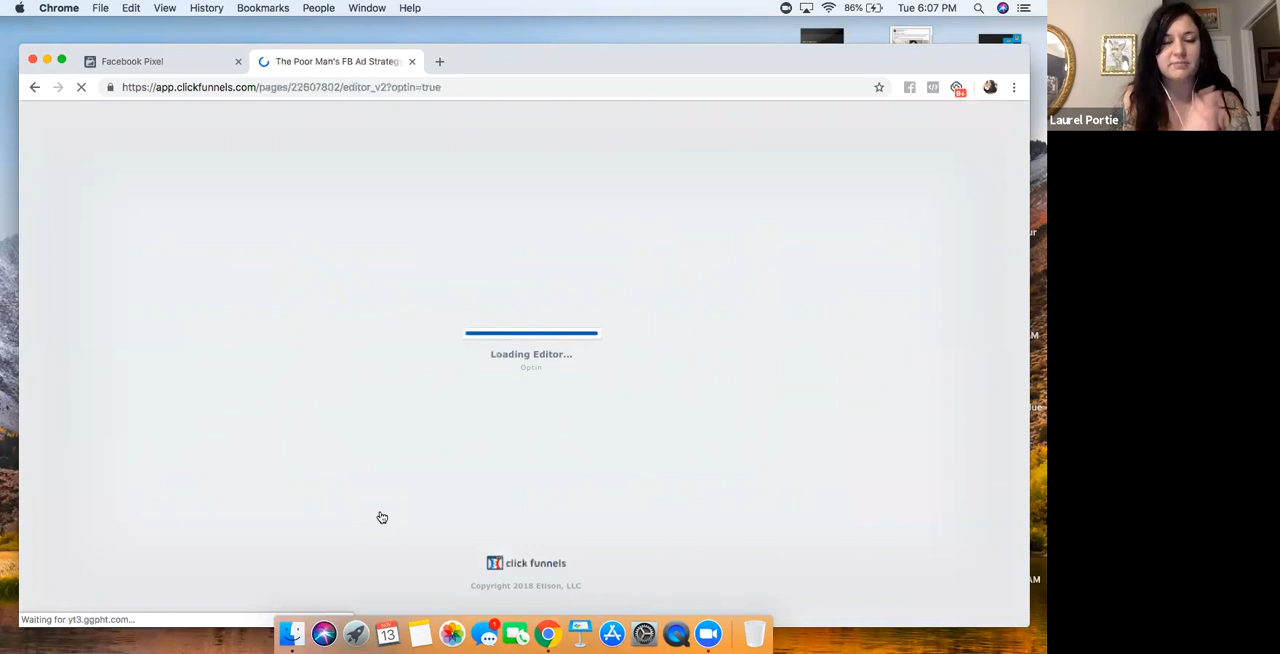 Chrome File Edit View History Bookmarks People Window Help 86% Tue 6:07 PM
Facebook Pixel The Poor Man's FB Ad Strateg
https://app.clickfunnels.com/pages/22607802/editor_v2?optin=true
Laurel Portie
Loading Editor...
Optin
click funnels
Copyright 2018 Etison, LLC
Waiting for yt3.ggpht.com...
NOV
13
1